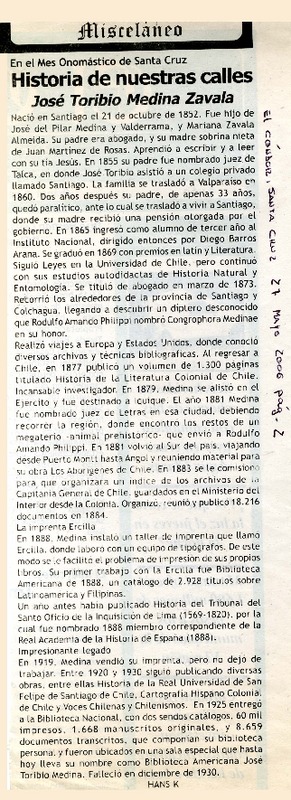 Misceláneo
En el Mes Onomástico de Santa Cruz
Historia de nuestras calles
José Toribio Medina Zavala
Nació en Santiago el 21 de octubre de 1852. Fue hijo de
José del Pilar Medina y Valderrama, y Mariana Zavala
Almeida. Su padre era abogado, y su madre sobrina nieta
de Juan Martínez de Rosas. Aprendió a escribir y a leer
con su tía Jesús. En 1855 su padre fue nombrado juez de
Talca, en donde José Toribio asistió a un colegio privado
llamado Santiago. La familia se trasladó a Valparaíso en
1860. Dos años después su padre, de apenas 33 años,
quedó paralítico, ante lo cual se trasladó a vivir a Santiago,
donde su madre recibió una pensión otorgada por el
gobierno. En 1865 ingresó como alumno de tercer año al
Instituto Nacional, dirigido entonces por Diego Barros
Arana. Se graduó en 1869 con premios en latín y Literatura.
Siguió Leyes en la Universidad de Chile, pero continuó
con sus estudios autodidactas de Historia Natural y
Entomología. Se tituló de abogado en marzo de 1873.
Recorrió los alrededores de la provincia de Santiago y
Colchagua, llegando a descubrir un díptero desconocido
que Rodulfo Amando Philippi nombró Congrophora Medinae
en su honor.
Realizó viajes a Europa y Estados Unidos, donde conoció
diversos archivos y técnicas bibliográficas. Al regresar a
Chile, en 1877 publico un volumen de 1.300 páginas
titulado Historia de la Literatura Colonial de Chile.
Incansable investigador. En 1879, Medina se alistó en el
Ejército y fue destinado a Iquique. El año 1881 Medina
fue nombrado juez de Letras en esa ciudad, debiendo
recorrer la región, donde encontró los restos de un
megaterio -animal prehistórico- que envió a Rodulfo
Amando Philippi. En 1881 volvió al Sur del país, viajando
desde Puerto Montt hasta Angol y reuniendo material para
su obra Los Aborígenes de Chile. En 1883 se le comisionó
para que organizara un índice de los archivos de la
Capitanía General de Chile, guardados en el Ministerio del
Interior desde la Colonia. Organizó, reunió y publicó 18.216
documentos en 1884.
La imprenta Ercilla
En 1888, Medina instaló un taller de imprenta que llamó
Ercilla, donde laboró con un equipo de tipógrafos. De este
modo se le facilitó el problema de impresión de sus propios
libros. Su primer trabajo con la Ercilla fue Biblioteca
Americana de 1888, un catálogo de 2.928 títulos sobre
Latinoamerica y Filipinas.
Un año antes había publicado Historia del Tribunal del
Santo Oficio de la Inquisición de Lima (1569-1820), por la
cual fue nombrado 1888 miembro correspondiente de la
Real Academia de la Historia de España (1888).
Impresionante legado
En 1919, Medina vendió su imprenta, pero no dejó de
trabajar. Entre 1920 y 1930 siguió publicando diversas
obras, entre ellas Historia de la Real Universidad de San
Felipe de Santiago de Chile, Cartografía Hispano Colonial
de Chile y Voces Chilenas y Chilenismos. En 1925 entregó
a la Biblioteca Nacional, con dos sendos catálogos, 60 mil
impresos, 1.668 manuscritos originales, y 8.659
documentos transcritos, que componían su biblioteca
personal, y fueron ubicados en una sala especial que hasta
hoy lleva su nombre como Biblioteca Americana José
Toribio Medina. Falleció en diciembre de 1930.
HANS K
EL CONDOR, SANTA CRUZ 27 MAYO 2006 pág. 2